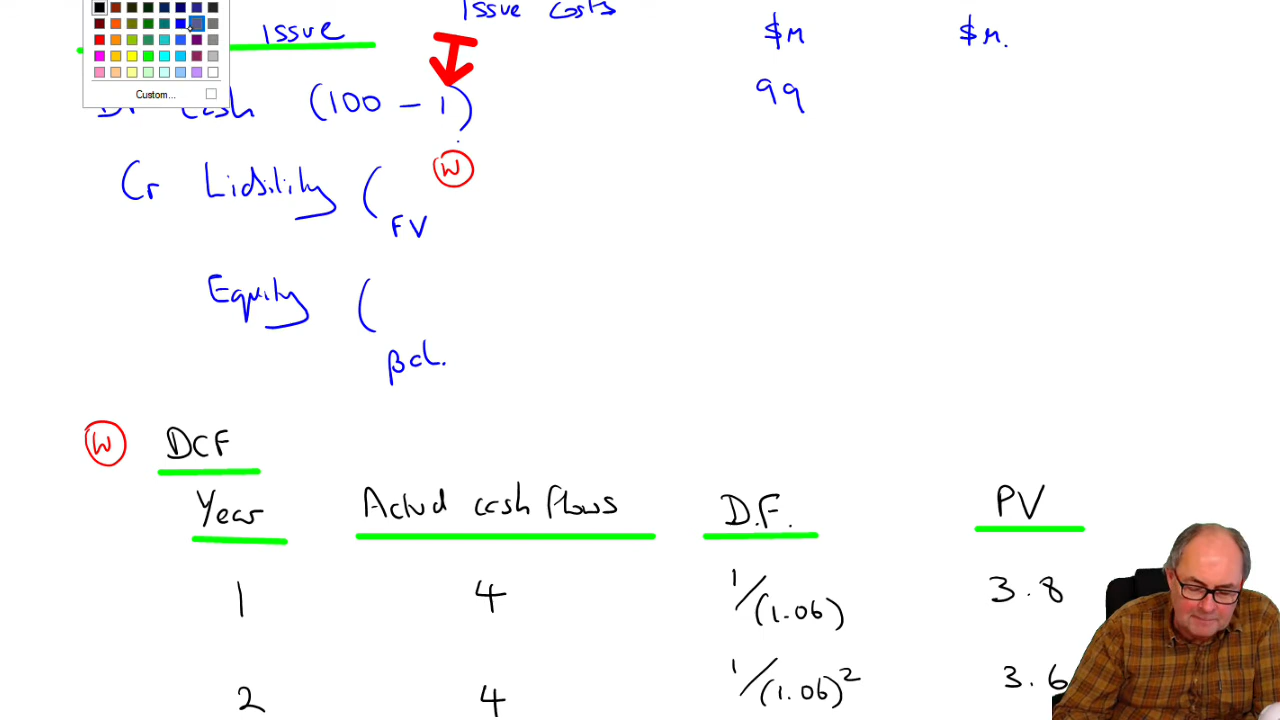 Issue costs
Issue $m $m.
Dr Cash (100 - 1) 99
W
Cr Liability (
FV
Equity (
Bal.
W DCF
Year Actual cash flows D.F. PV
1 4 1/(1.06) 3.8
2 4 1/(1.06)² 3.6
Custom...